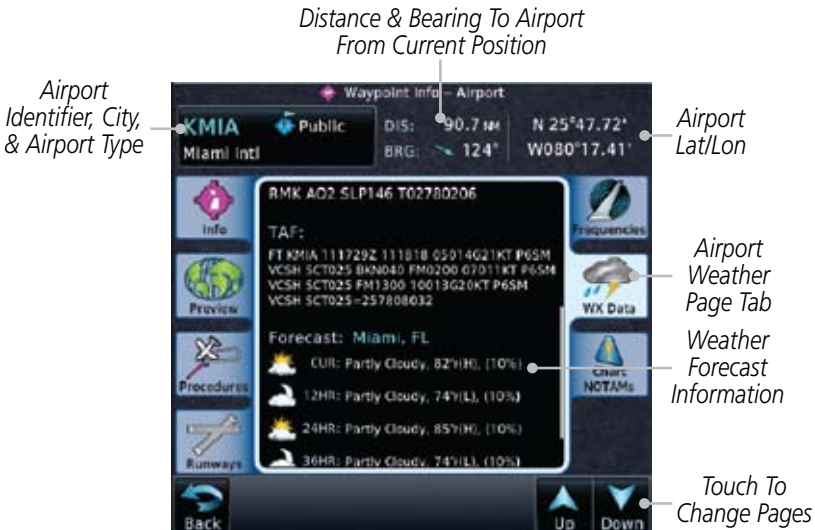 Distance & Bearing To Airport
From Current Position
Airport
Identifier, City,
& Airport Type
Waypoint Info – Airport
KMIA
Public
Miami Intl
DIS: 90.7 NM
BRG: 124°
N 25°47.72'
W080°17.41'
Airport
Lat/Lon
Info
Preview
Procedures
Runways
RMK AO2 SLP146 T02780206
TAF:
FT KMIA 111729Z 111818 05014G21KT P6SM
VCSH SCT025 BKN040 FM0200 07011KT P6SM
VCSH SCT025 FM1300 10013G20KT P6SM
VCSH SCT025=257808032
Forecast: Miami, FL
CUR: Partly Cloudy, 82°F(H), (10%)
12HR: Partly Cloudy, 74°F(L), (10%)
24HR: Partly Cloudy, 85°F(H), (10%)
36HR: Partly Cloudy, 74°F(L), (10%)
Frequencies
WX Data
Chart
NOTAMs
Airport
Weather
Page Tab
Weather
Forecast
Information
Back
Up
Down
Touch To
Change Pages